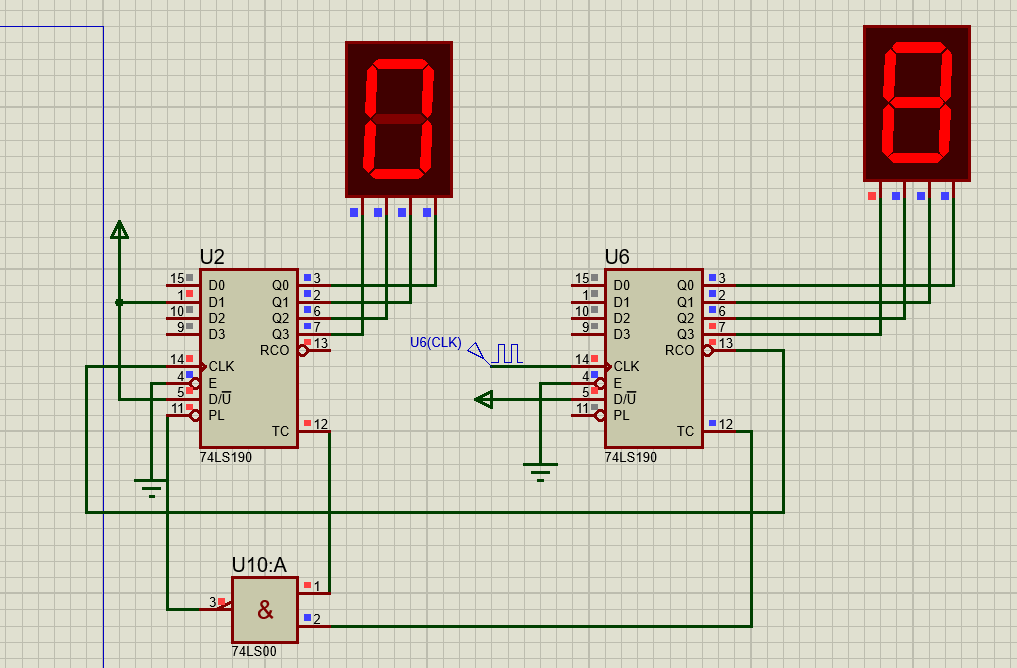 U2
15 D0 Q0 3
1 D1 Q1 2
10 D2 Q2 6
9 D3 Q3 7
RCO 13
14 CLK
4 E
5 D/U
11 PL
TC 12
74LS190
U6(CLK)
U6
15 D0 Q0 3
1 D1 Q1 2
10 D2 Q2 6
9 D3 Q3 7
RCO 13
14 CLK
4 E
5 D/U
11 PL
TC 12
74LS190
U10:A
1
3 &
2
74LS00